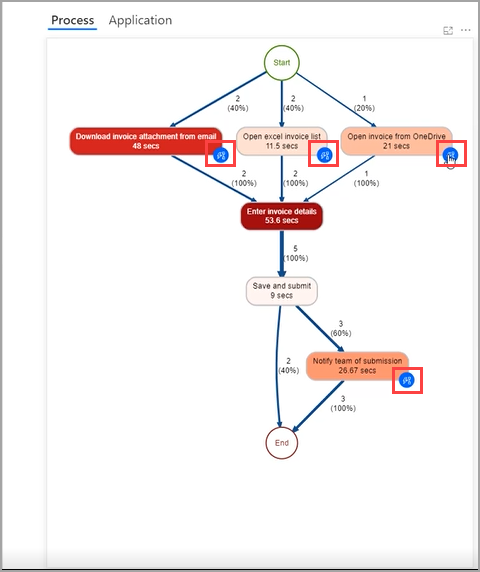 Process Application
Start
2
(40%)
2
(40%)
1
(20%)
Download invoice attachment from email
48 secs
Open excel invoice list
11.5 secs
Open invoice from OneDrive
21 secs
2
(100%)
2
(100%)
1
(100%)
Enter invoice details
53.6 secs
5
(100%)
Save and submit
9 secs
3
(60%)
2
(40%)
Notify team of submission
26.67 secs
3
(100%)
End